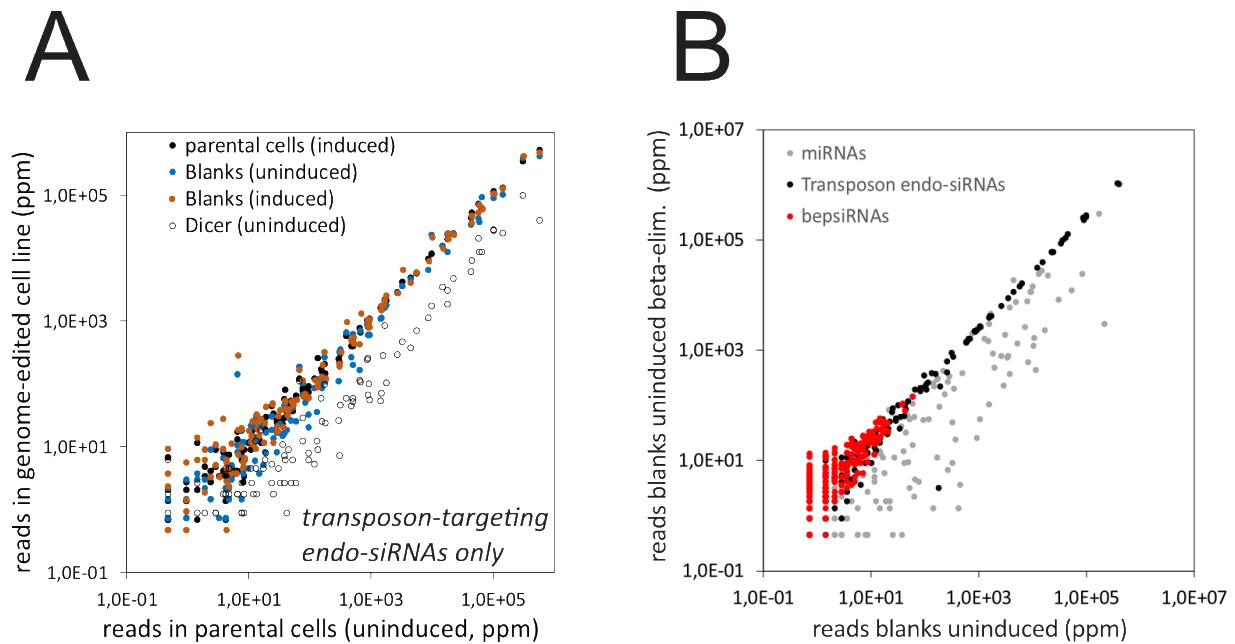 A
parental cells (induced)
Blanks (uninduced)
Blanks (induced)
Dicer (uninduced)
reads in genome-edited cell line (ppm)
1,0E+05
1,0E+03
1,0E+01
1,0E-01
transposon-targeting
endo-siRNAs only
1,0E-01 1,0E+01 1,0E+03 1,0E+05
reads in parental cells (uninduced, ppm)
B
miRNAs
Transposon endo-siRNAs
bepsiRNAs
reads blanks uninduced beta-elim. (ppm)
1,0E+07
1,0E+05
1,0E+03
1,0E+01
1,0E-01
1,0E-01 1,0E+01 1,0E+03 1,0E+05 1,0E+07
reads blanks uninduced (ppm)